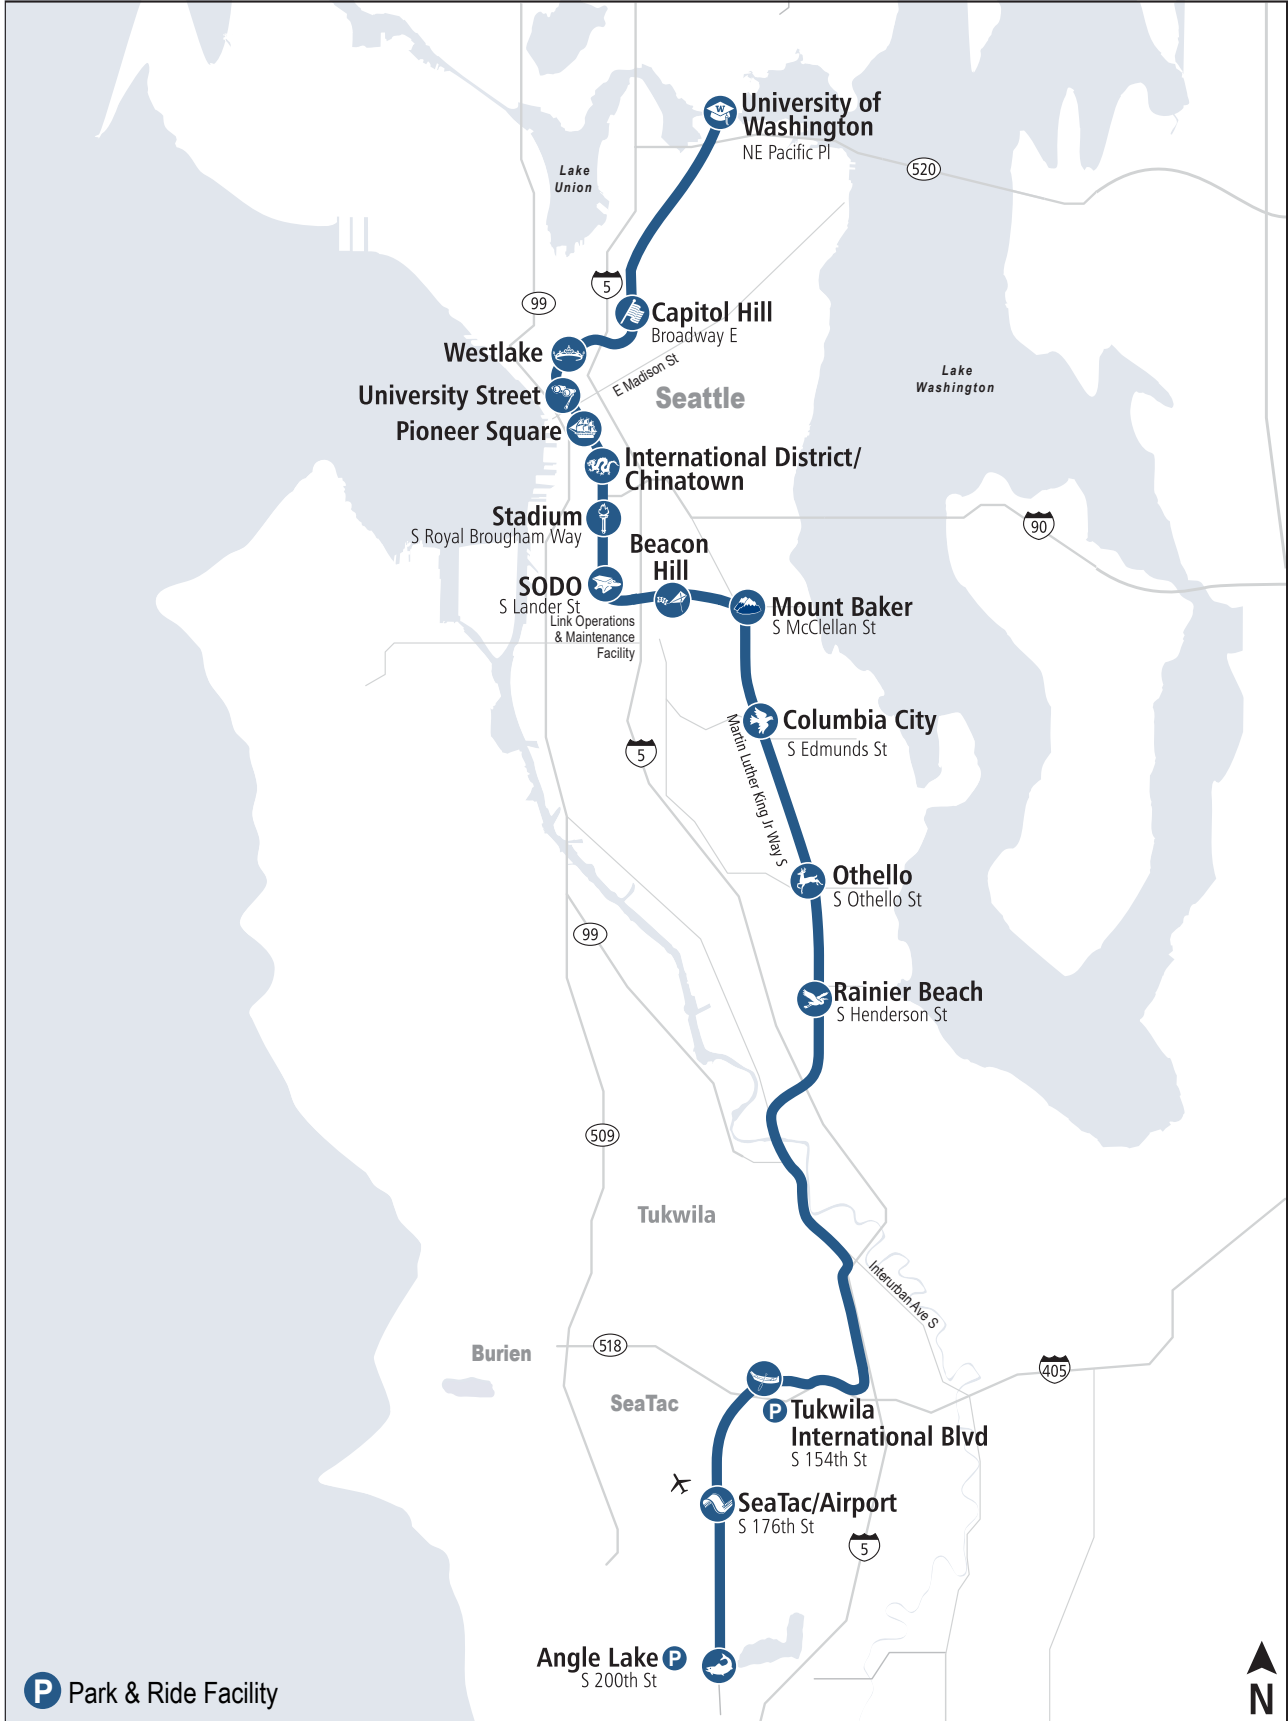 University of
Washington
NE Pacific Pl
W
520
Lake
Union
5
99
Capitol Hill
Broadway E
Westlake
E Madison St
Lake
Washington
University Street
Seattle
Pioneer Square
International District/
Chinatown
Stadium
S Royal Brougham Way
90
Beacon
Hill
SODO
S Lander St
Link Operations
& Maintenance
Facility
Mount Baker
S McClellan St
Columbia City
S Edmunds St
Martin Luther King Jr Way S
5
Othello
S Othello St
99
Rainier Beach
S Henderson St
509
Tukwila
Interurban Ave S
518
Burien
405
SeaTac
P Tukwila
International Blvd
S 154th St
SeaTac/Airport
S 176th St
5
Angle Lake P
S 200th St
P Park & Ride Facility
N